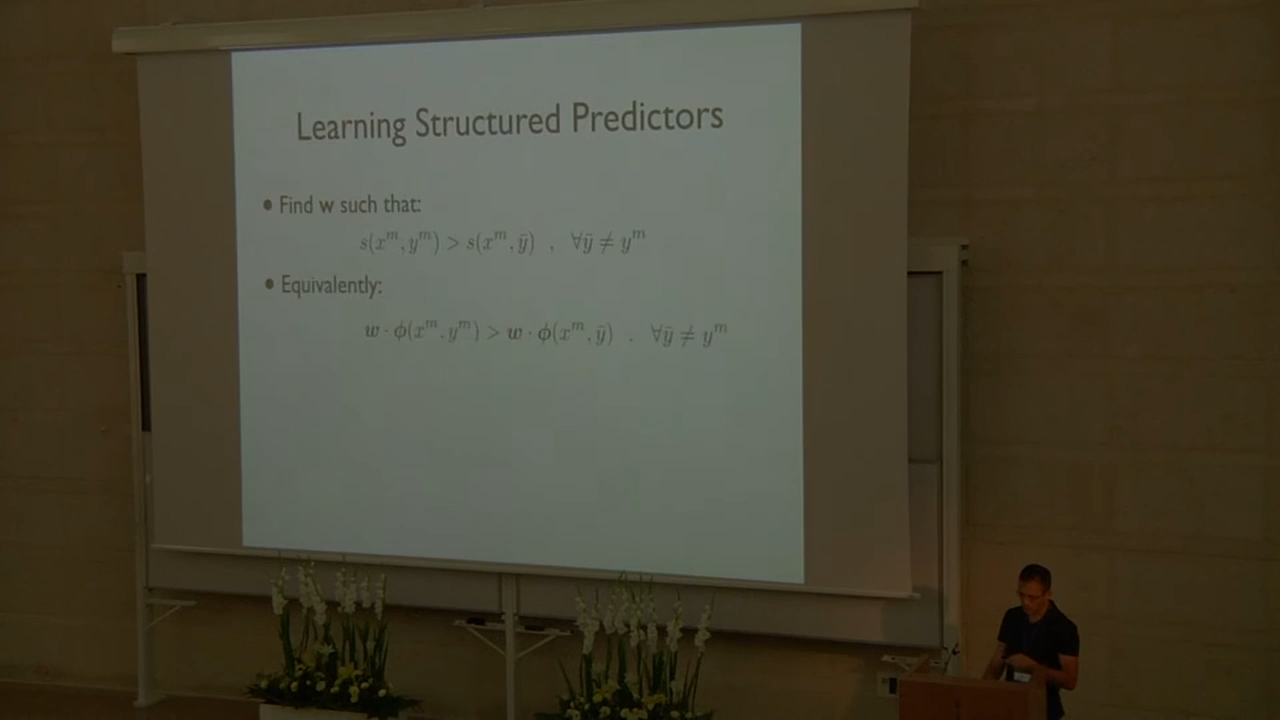 Learning Structured Predictors
• Find w such that:
s(x^m, y^m) > s(x^m, ȳ) , ∀ȳ ≠ y^m
• Equivalently:
w · ϕ(x^m, y^m) > w · ϕ(x^m, ȳ) . ∀ȳ ≠ y^m